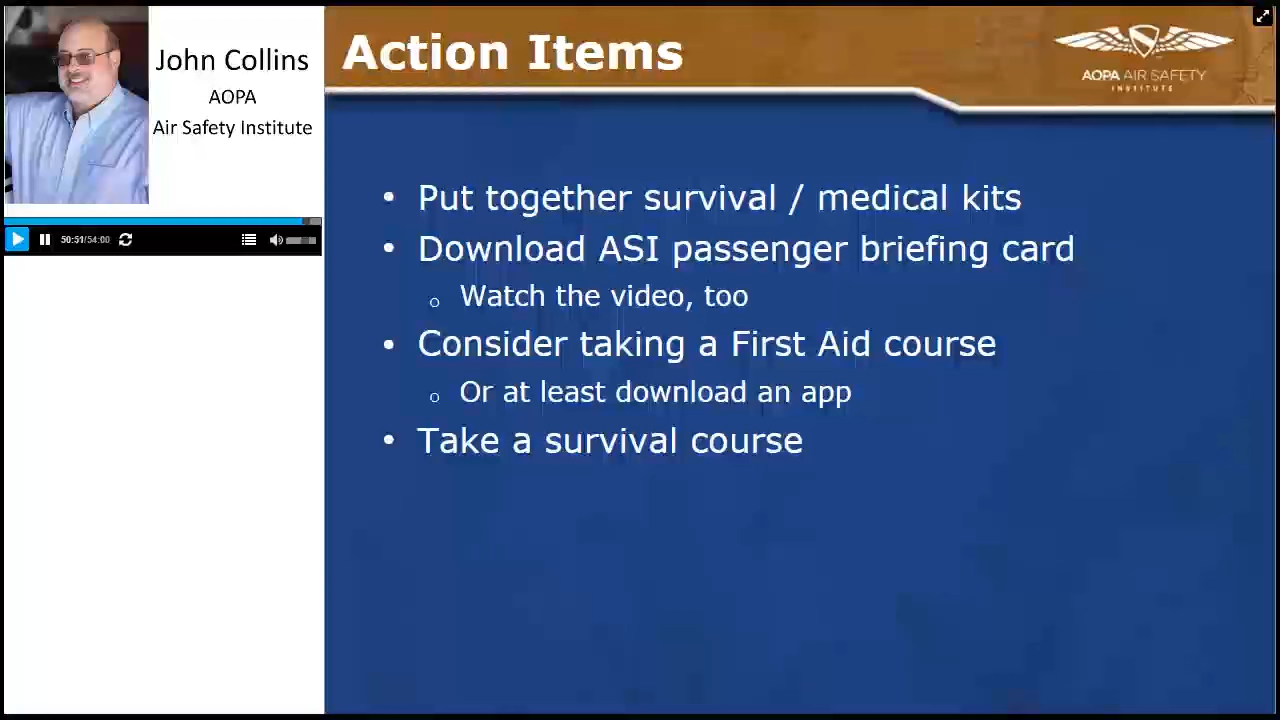 John Collins
AOPA
Air Safety Institute
50:51/54:00
Action Items
AOPA AIR SAFETY
INSTITUTE
• Put together survival / medical kits
• Download ASI passenger briefing card
o Watch the video, too
• Consider taking a First Aid course
o Or at least download an app
• Take a survival course